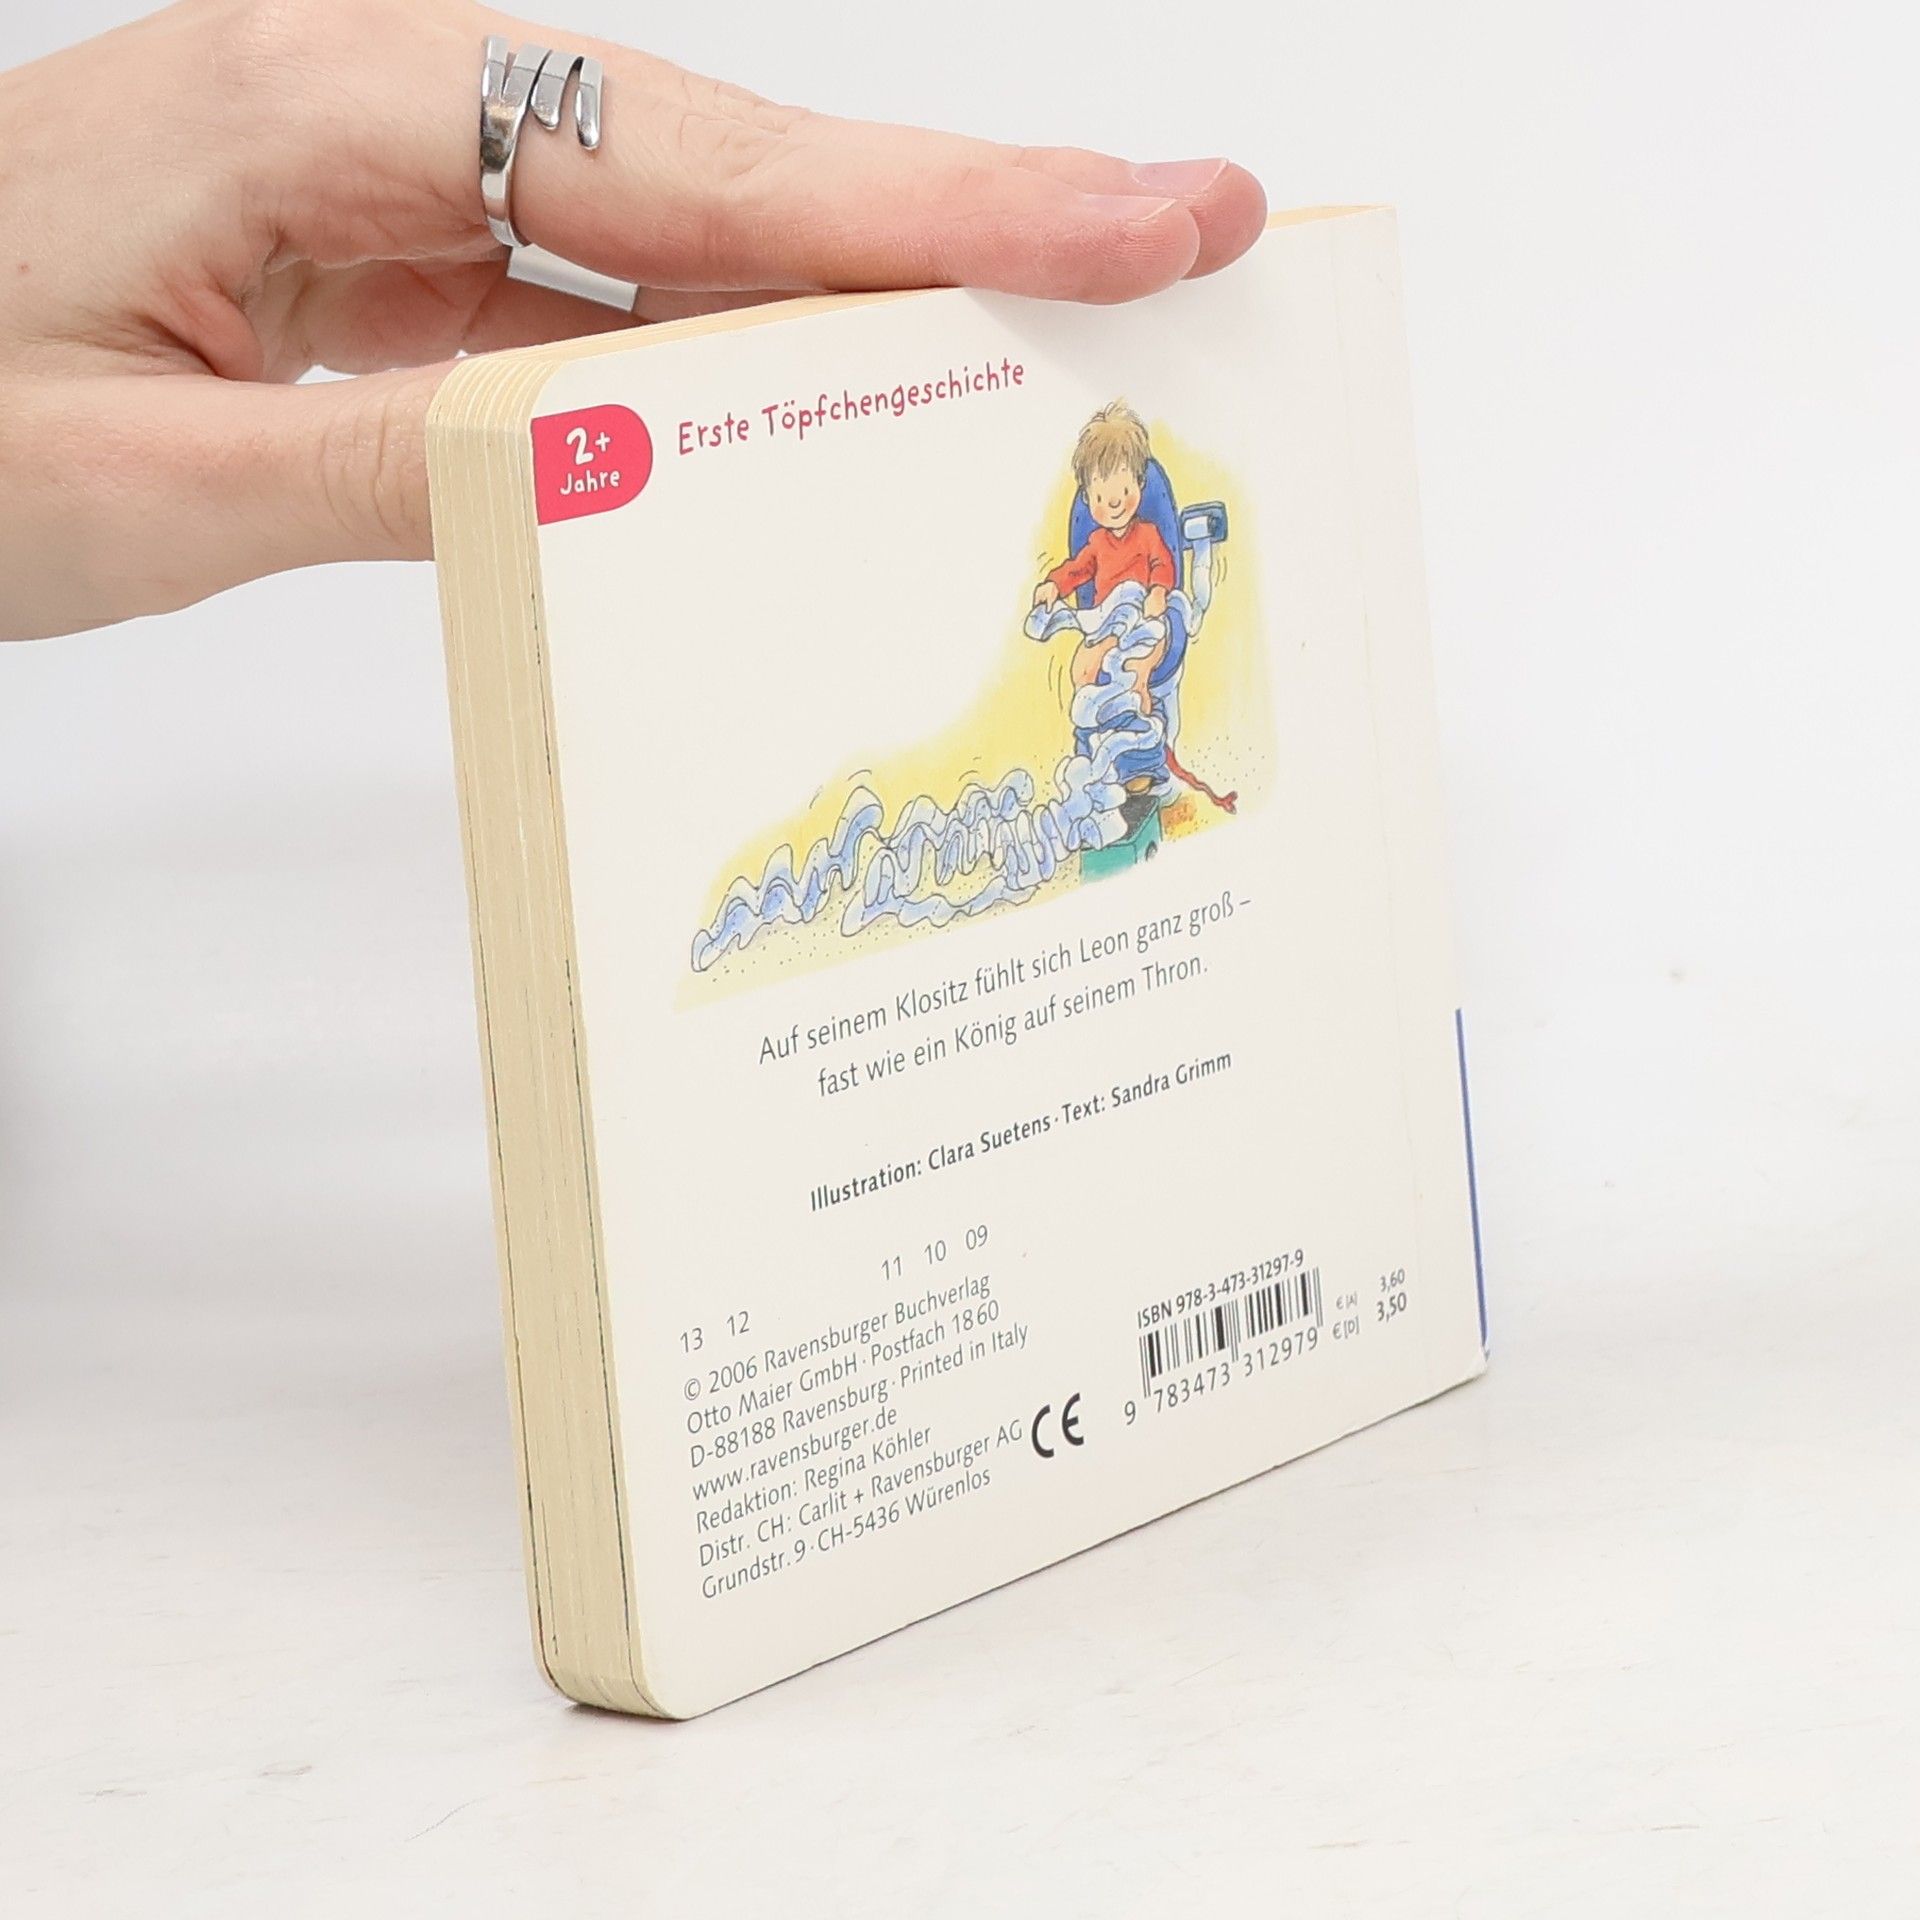 2+
Jahre
Erste Töpfchengeschichte
Auf seinem Klositz fühlt sich Leon ganz groß –
fast wie ein König auf seinem Thron.
Illustration: Clara Suetens · Text: Sandra Grimm
13 12 11 10 09
© 2006 Ravensburger Buchverlag
Otto Maier GmbH · Postfach 18 60
D-88188 Ravensburg · Printed in Italy
www.ravensburger.de
Redaktion: Regina Köhler
Distr. CH: Carlit + Ravensburger AG
Grundstr. 9 · CH-5436 Würenlos
CE
ISBN 978-3-473-31297-9
9 783473 312979
€ [A] 3,60
€ [D] 3,50